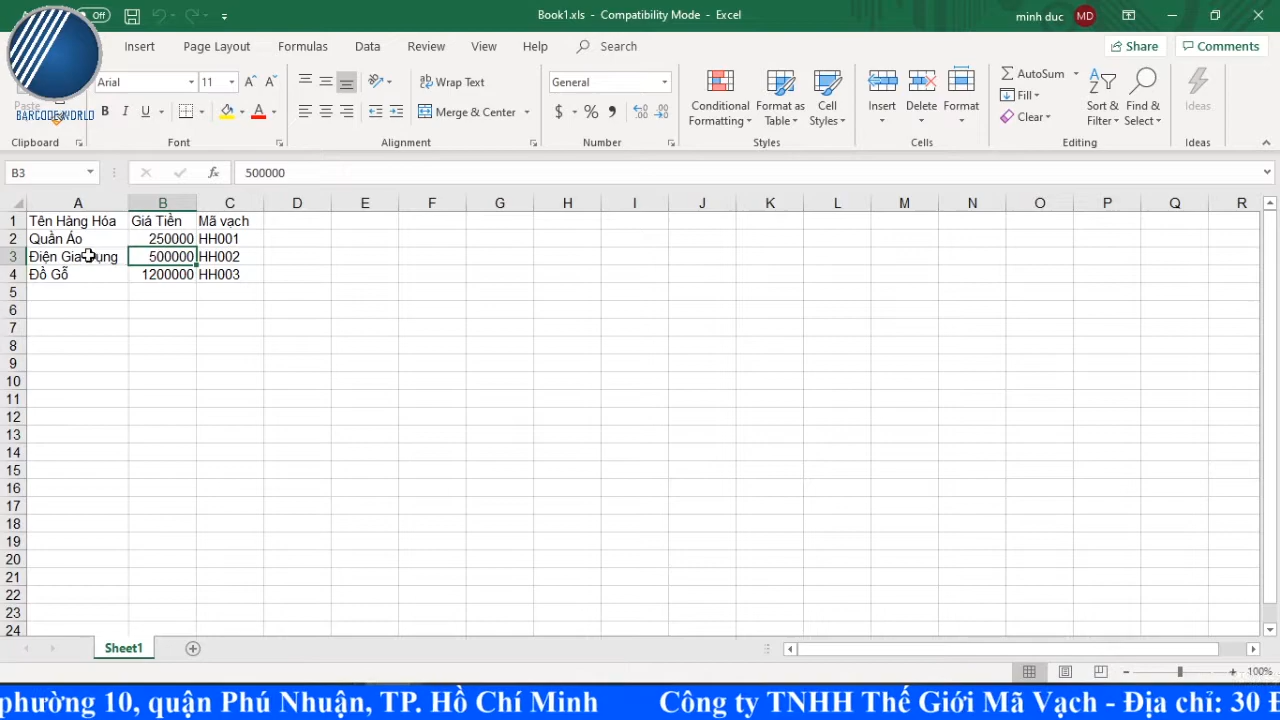 Off
Book1.xls - Compatibility Mode - Excel
minh duc MD
Insert Page Layout Formulas Data Review View Help Search Share Comments
Arial 11 Wrap Text General AutoSum
Paste Fill
BARCODEWORLD B I U Merge & Center $ % Conditional Formatting Format as Table Cell Styles Insert Delete Format Clear Sort & Filter Find & Select Ideas
Clipboard Font Alignment Number Styles Cells Editing Ideas
B3 fx 500000
A B C D E F G H I J K L M N O P Q R
1 Tên Hàng Hóa Giá Tiền Mã vạch
2 Quần Áo 250000 HH001
3 Điện Gia Dụng 500000 HH002
4 Đồ Gỗ 1200000 HH003
5
6
7
8
9
10
11
12
13
14
15
16
17
18
19
20
21
22
23
24
Sheet1
100%
phường 10, quận Phú Nhuận, TP. Hồ Chí Minh Công ty TNHH Thế Giới Mã Vạch - Địa chỉ: 30